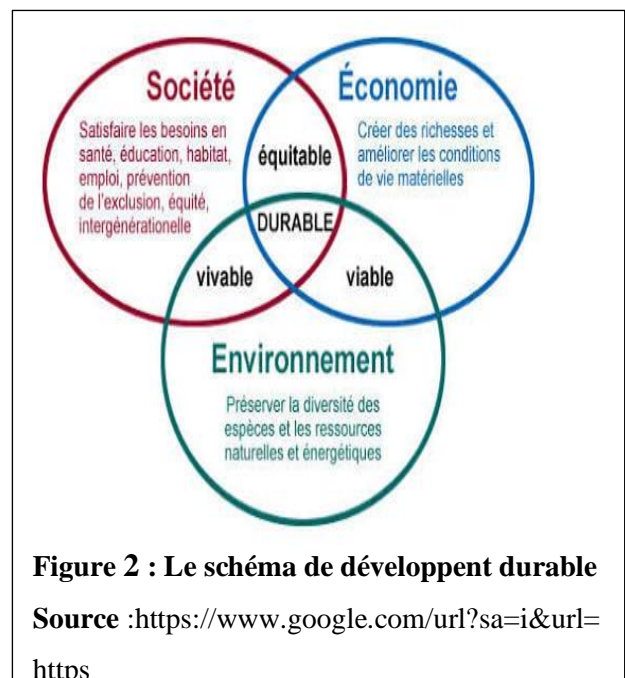 Société
Satisfaire les besoins en
santé, éducation, habitat,
emploi, prévention
de l'exclusion, équité,
intergénérationelle
équitable
Économie
Créer des richesses et
améliorer les conditions
de vie matérielles
DURABLE
vivable
viable
Environnement
Préserver la diversité des
espèces et les ressources
naturelles et énergétiques
Figure 2 : Le schéma de développent durable
Source :https://www.google.com/url?sa=i&url=
https